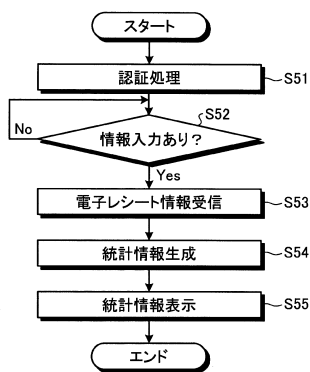 スタート
認証処理
S51
S52
情報入力あり?
No
Yes
電子レシート情報受信
S53
統計情報生成
S54
統計情報表示
S55
エンド